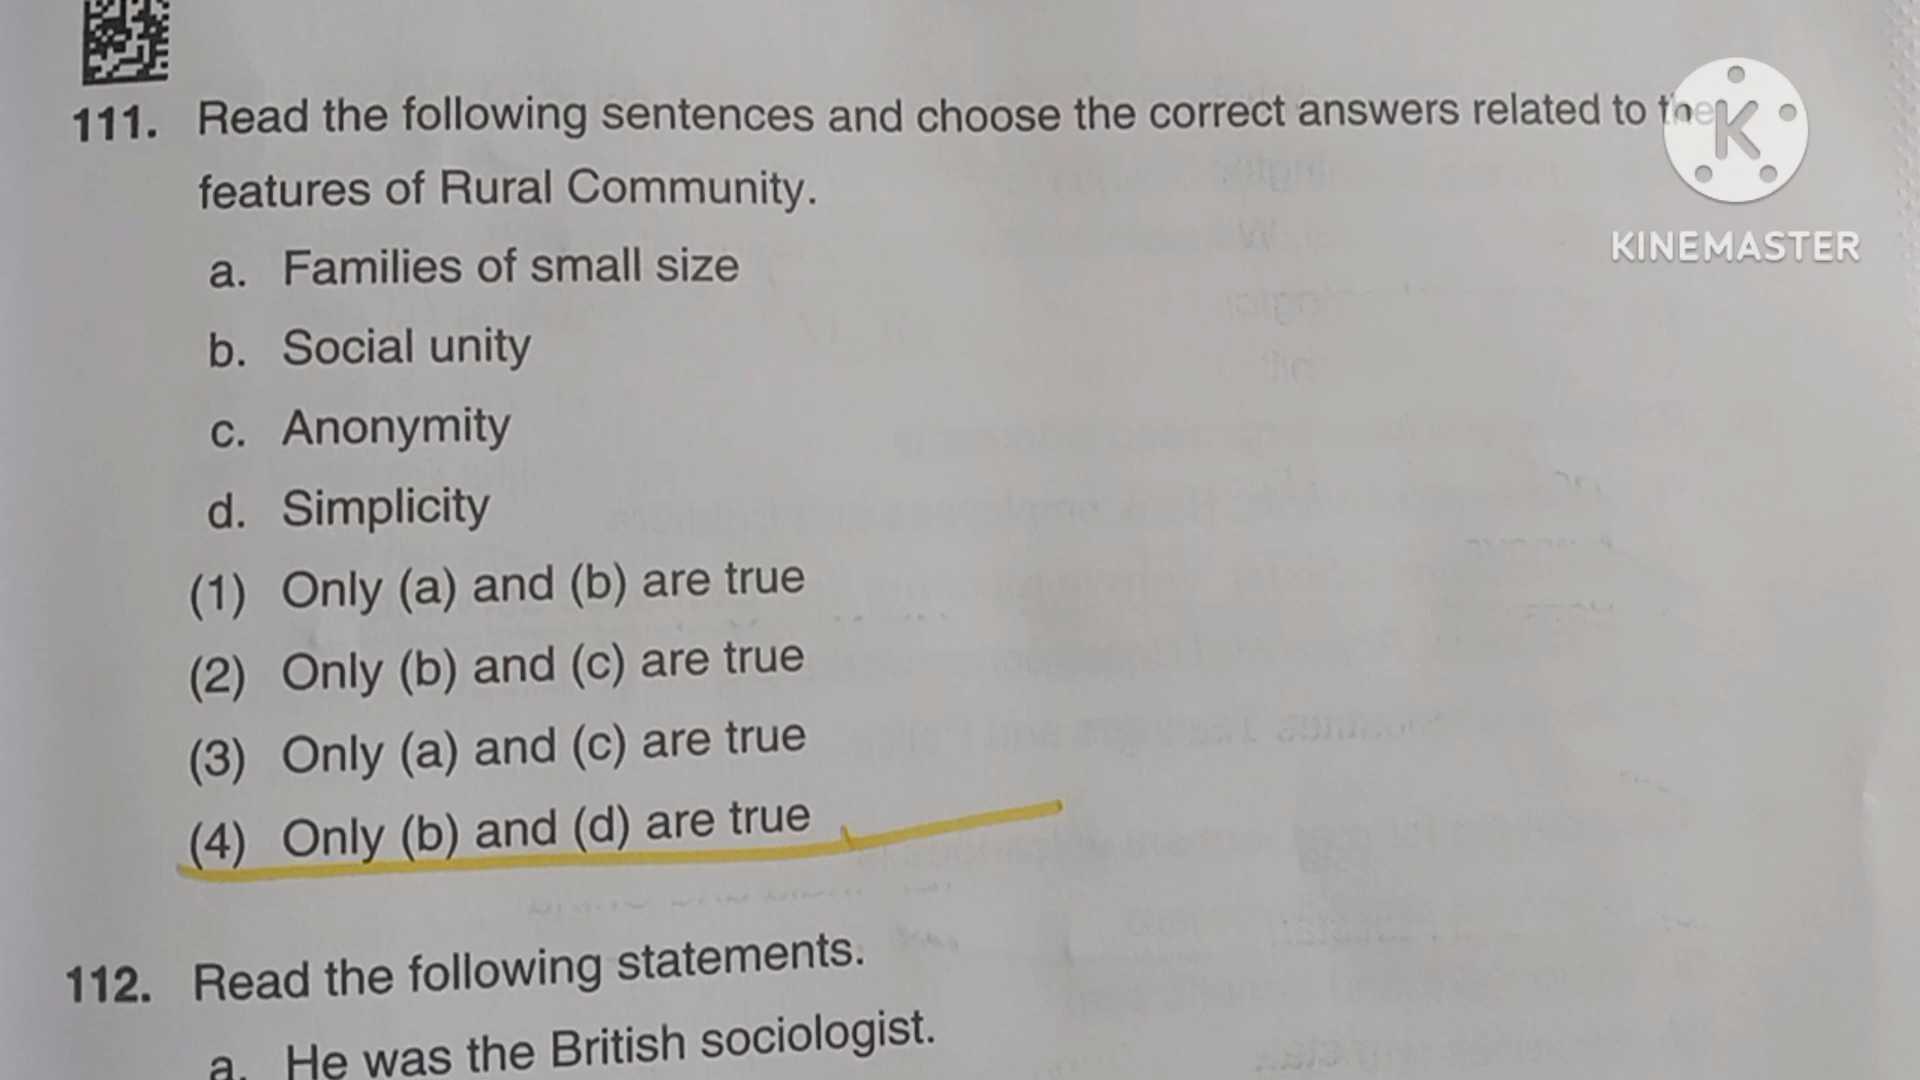 111. Read the following sentences and choose the correct answers related to the
features of Rural Community.
a. Families of small size
b. Social unity
c. Anonymity
d. Simplicity
(1) Only (a) and (b) are true
(2) Only (b) and (c) are true
(3) Only (a) and (c) are true
(4) Only (b) and (d) are true
112. Read the following statements.
a. He was the British sociologist.
K
KINEMASTER